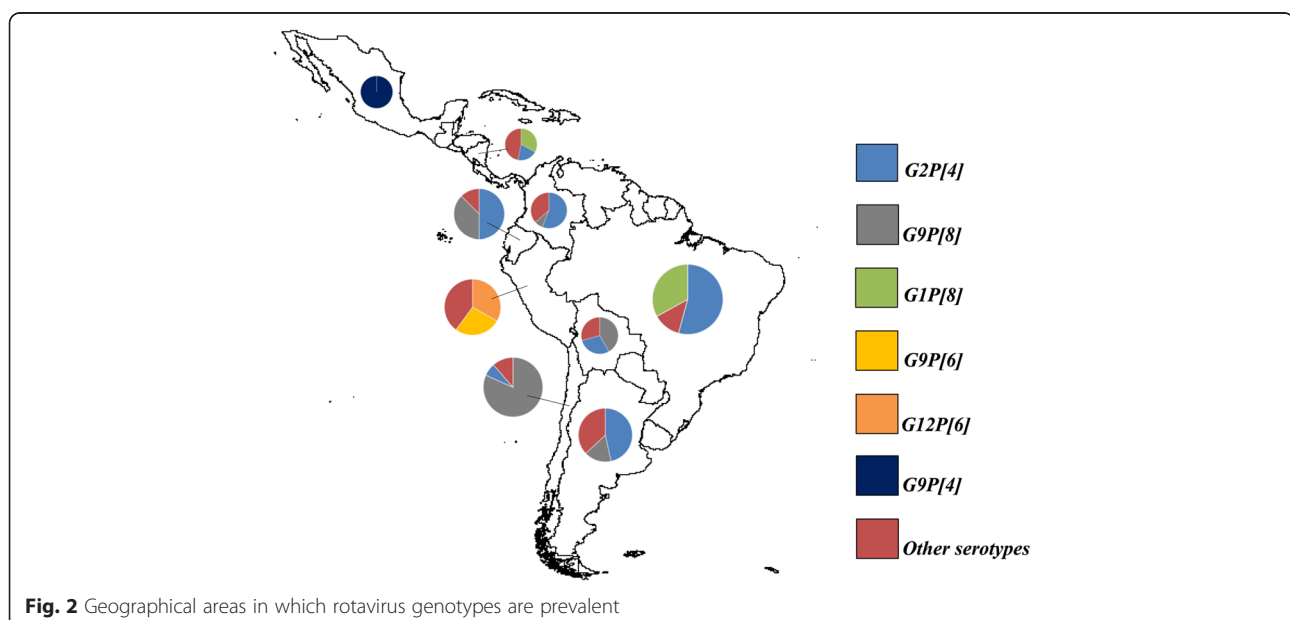 G2P[4]
G9P[8]
G1P[8]
G9P[6]
G12P[6]
G9P[4]
Other serotypes
Fig. 2 Geographical areas in which rotavirus genotypes are prevalent